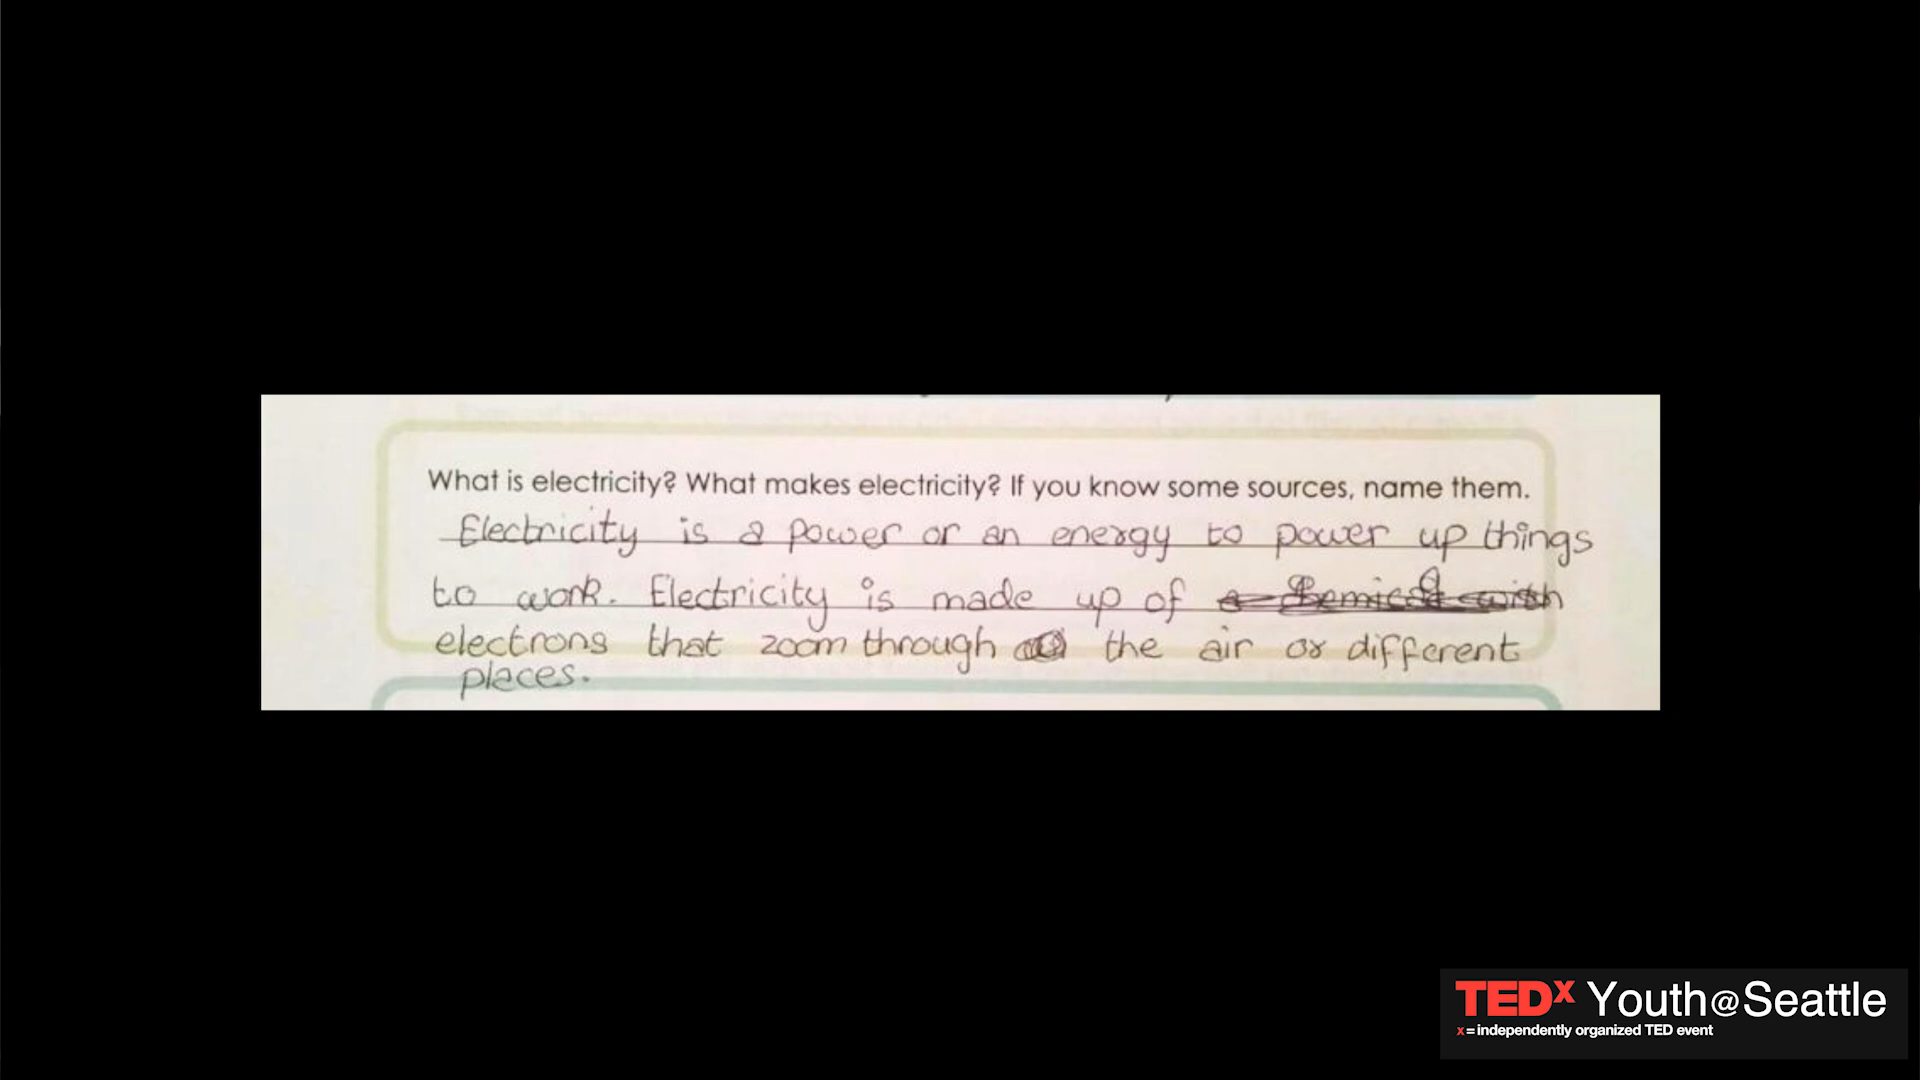 What is electricity? What makes electricity? If you know some sources, name them.
Electricity is a power or an energy to power up things
to work. Electricity is made up of
electrons that zoom through the air or different
places.
TEDx Youth@Seattle
x=independently organized TED event